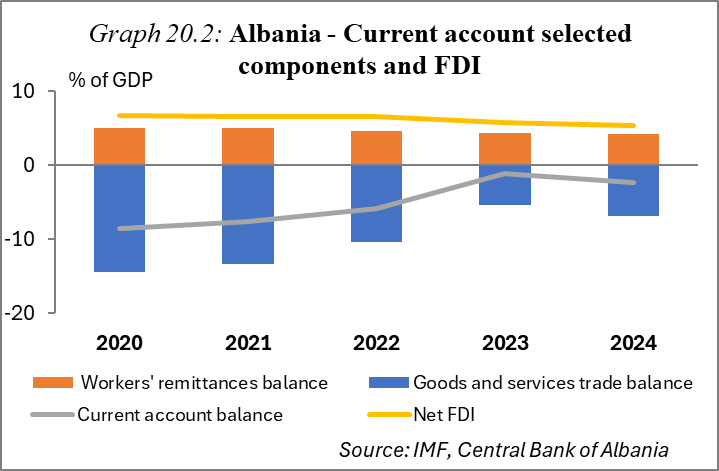 Graph 20.2: Albania - Current account selected
components and FDI
% of GDP
10
0
-10
-20
2020 2021 2022 2023 2024
Workers' remittances balance Goods and services trade balance
Current account balance Net FDI
Source: IMF, Central Bank of Albania